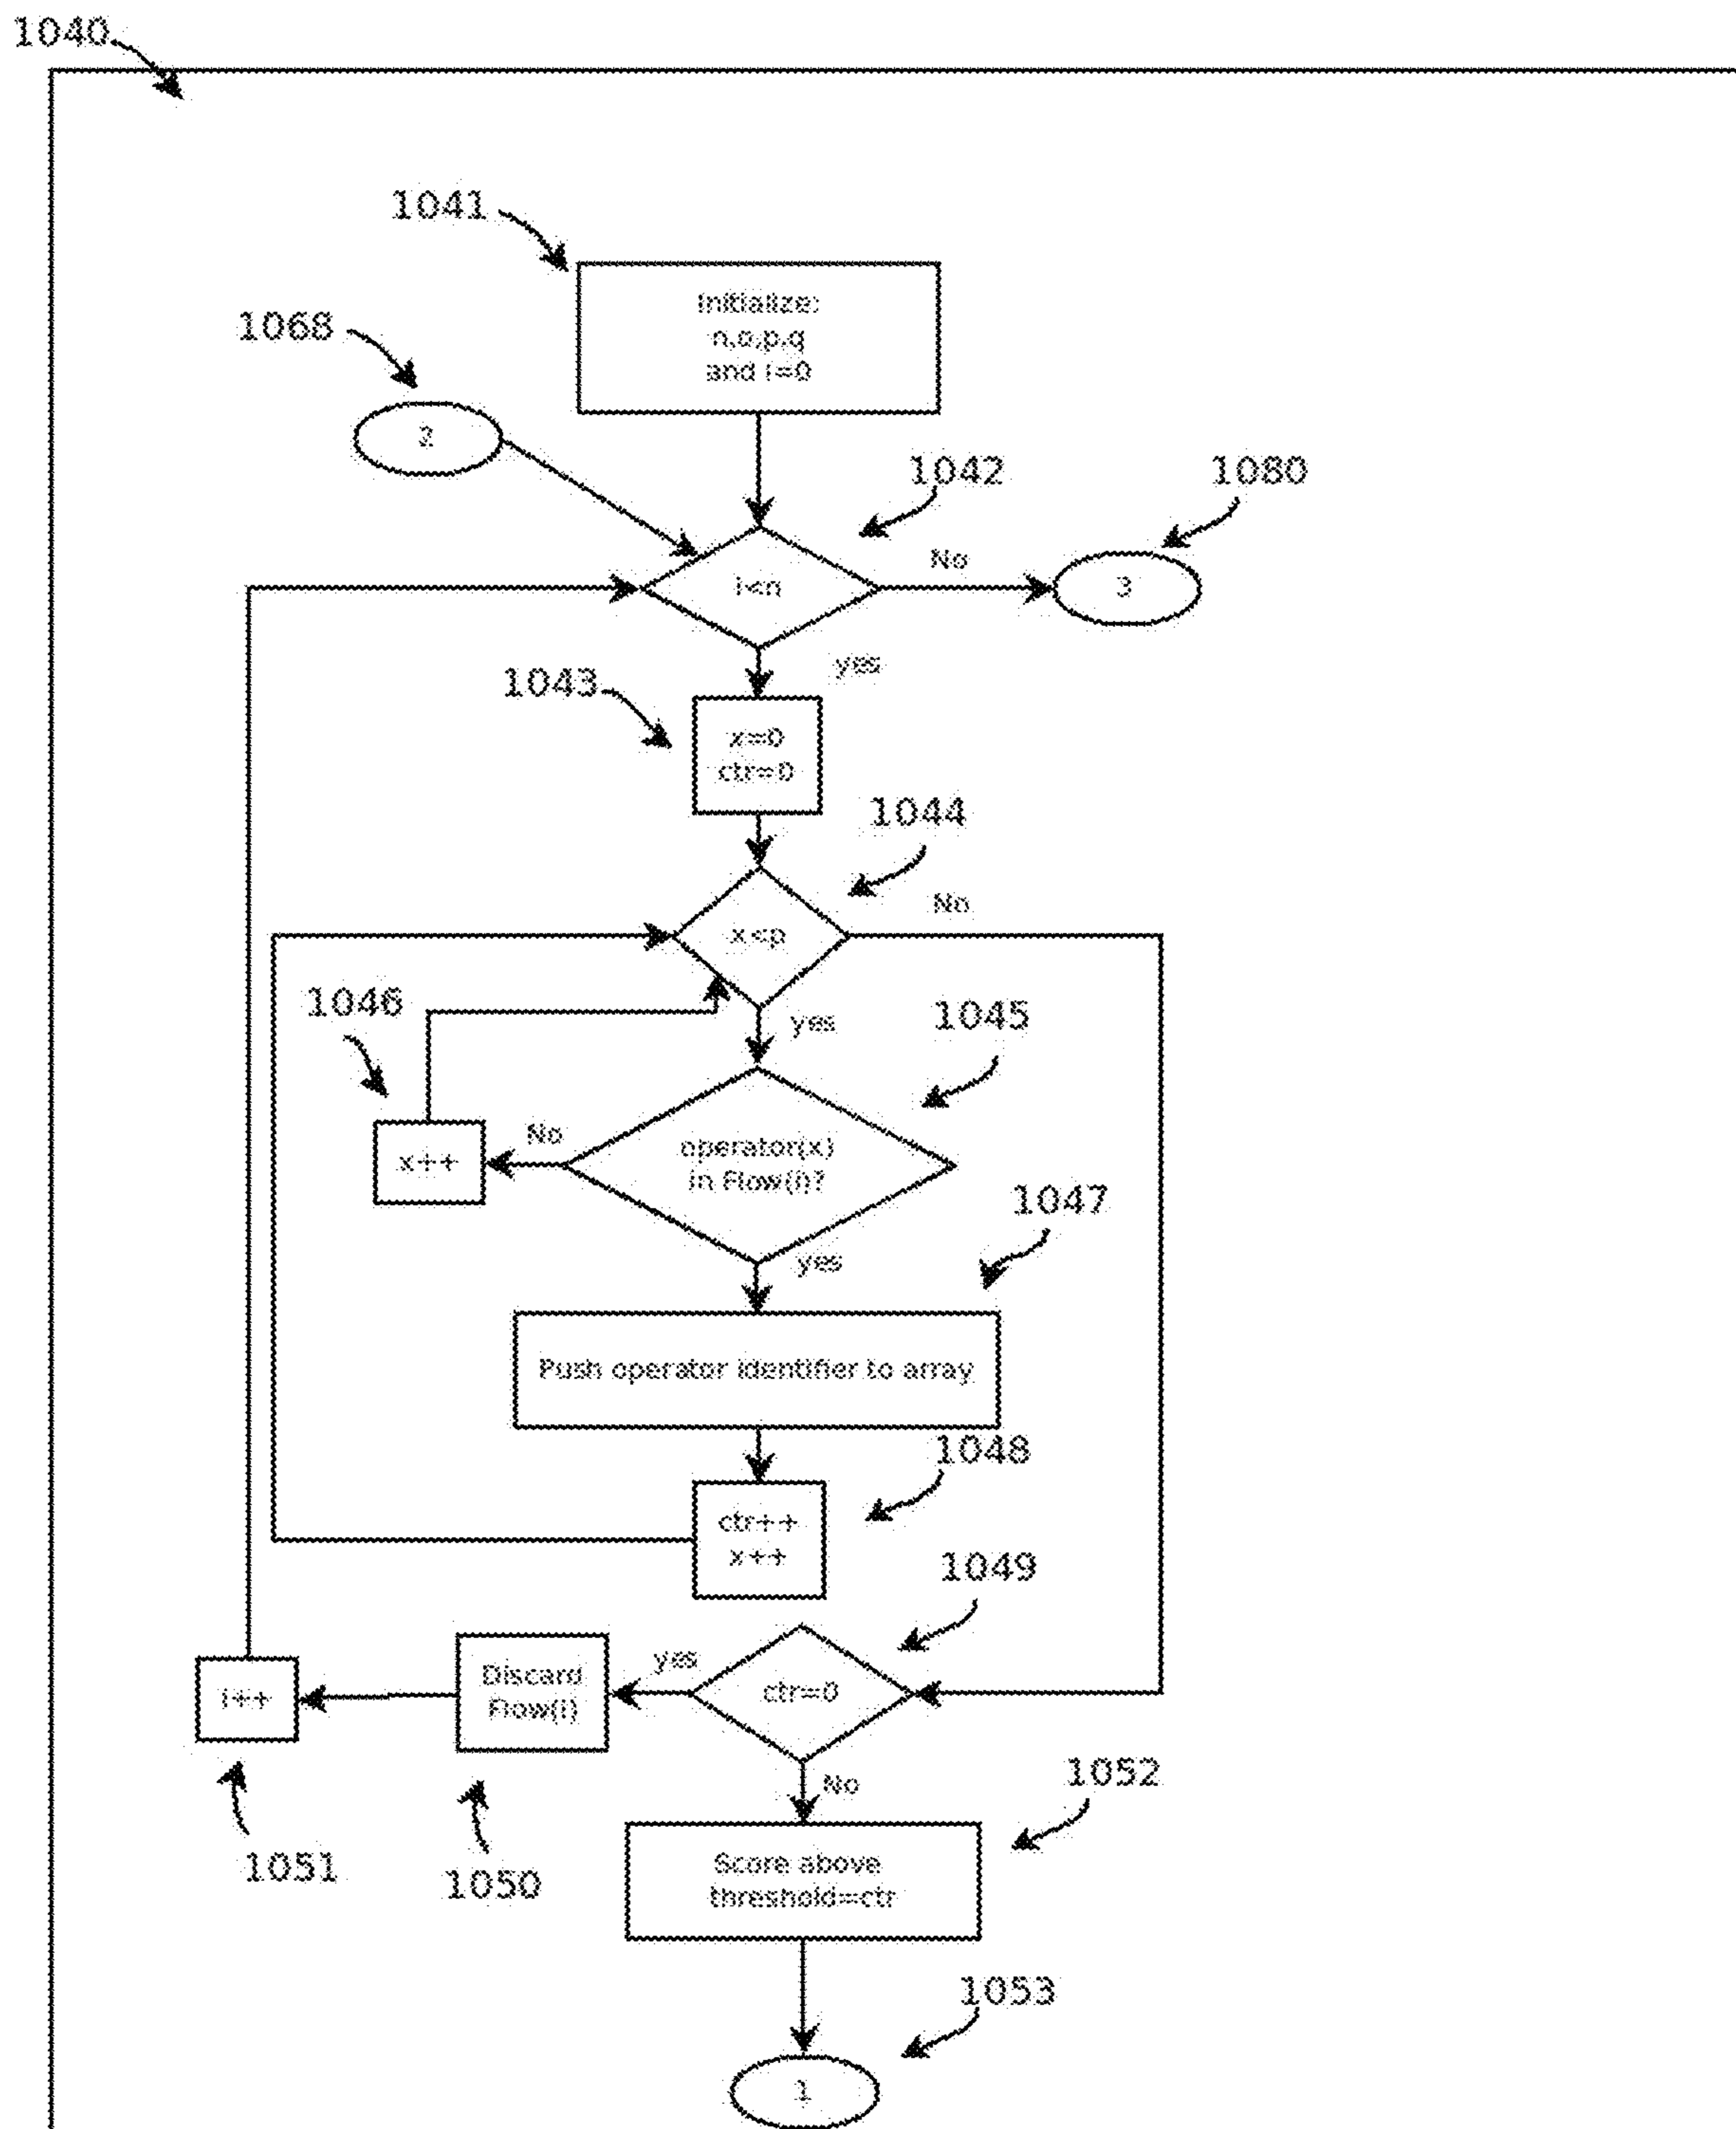 1040
1041
Initialize:
n,o,p,q
and i=0
1068
2
1042
1080
i<n
No
3
yes
1043
x=0
ctr=0
1044
x<p
No
1046
yes
1045
x++
No
operator(x)
in Flow(i)?
1047
yes
Push operator identifier to array
1048
ctr++
x++
1049
i++
Discard
Flow(i)
yes
ctr=0
1051
1050
No
1052
Score above
threshold=ctr
1053
1